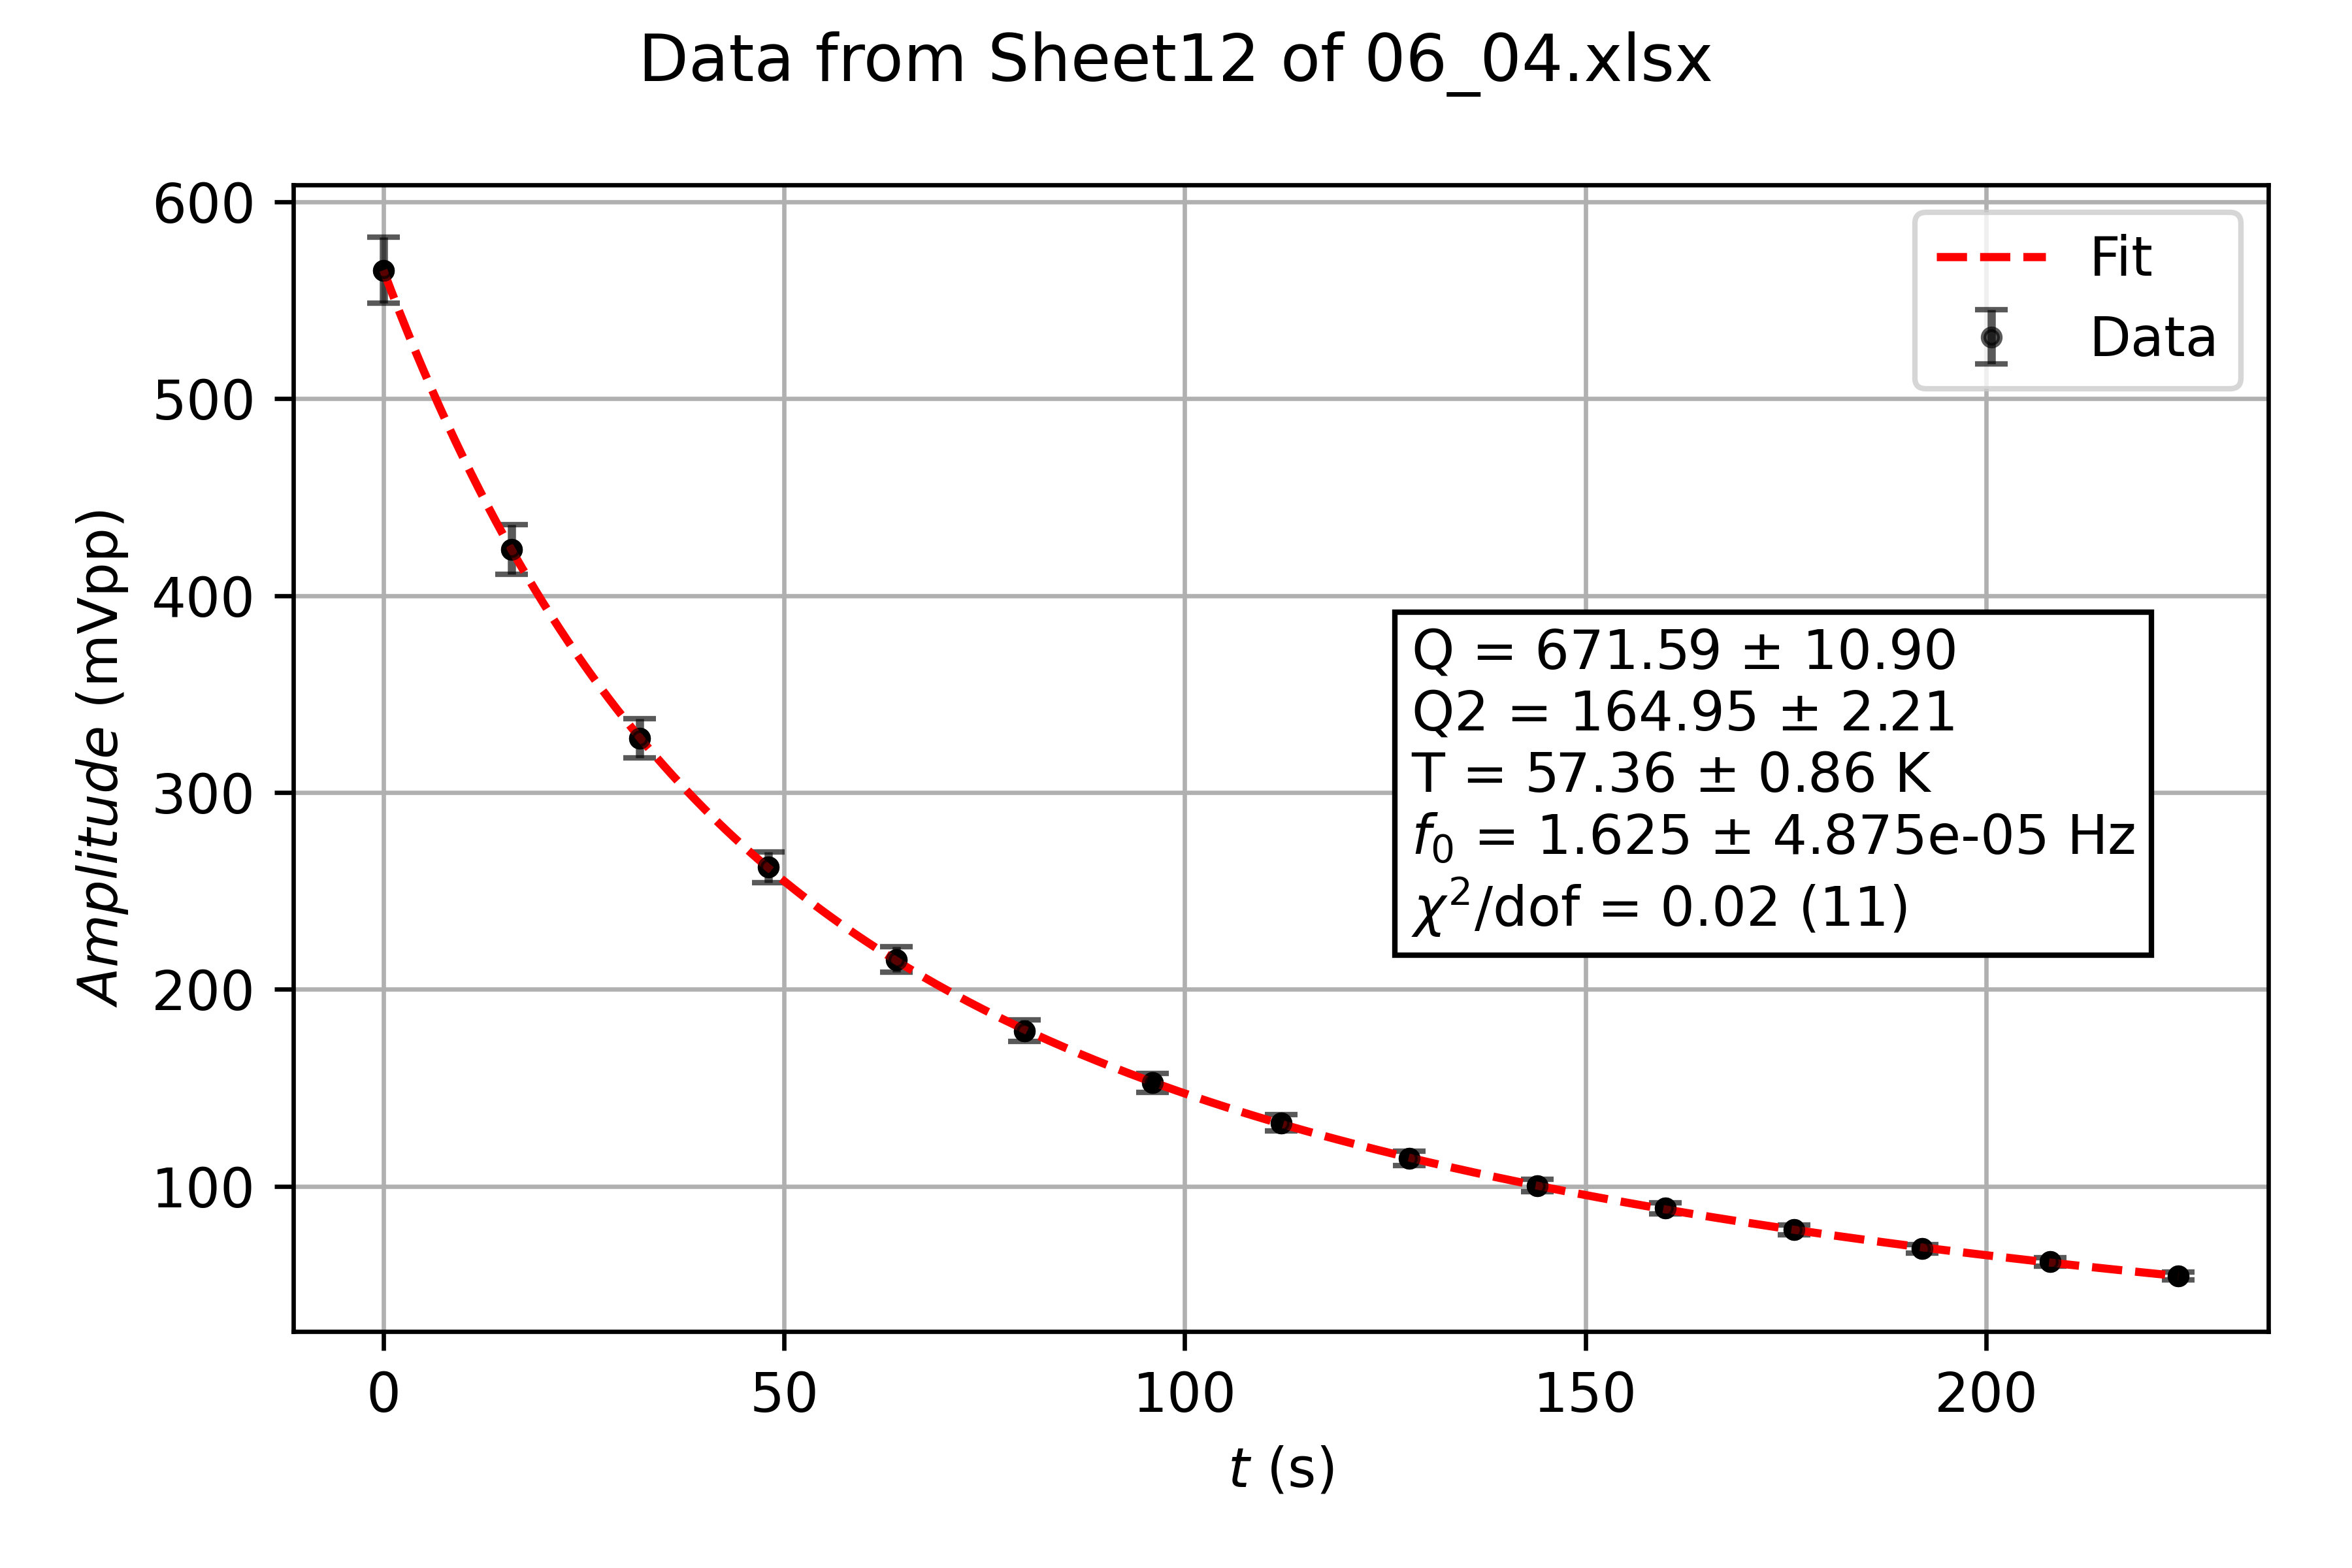 Data from Sheet12 of 06_04.xlsx
600
500
400
300
200
100
Amplitude (mVpp)
Fit
Data
Q = 671.59 ± 10.90
Q2 = 164.95 ± 2.21
T = 57.36 ± 0.86 K
f₀ = 1.625 ± 4.875e-05 Hz
χ²/dof = 0.02 (11)
0 50 100 150 200
t (s)